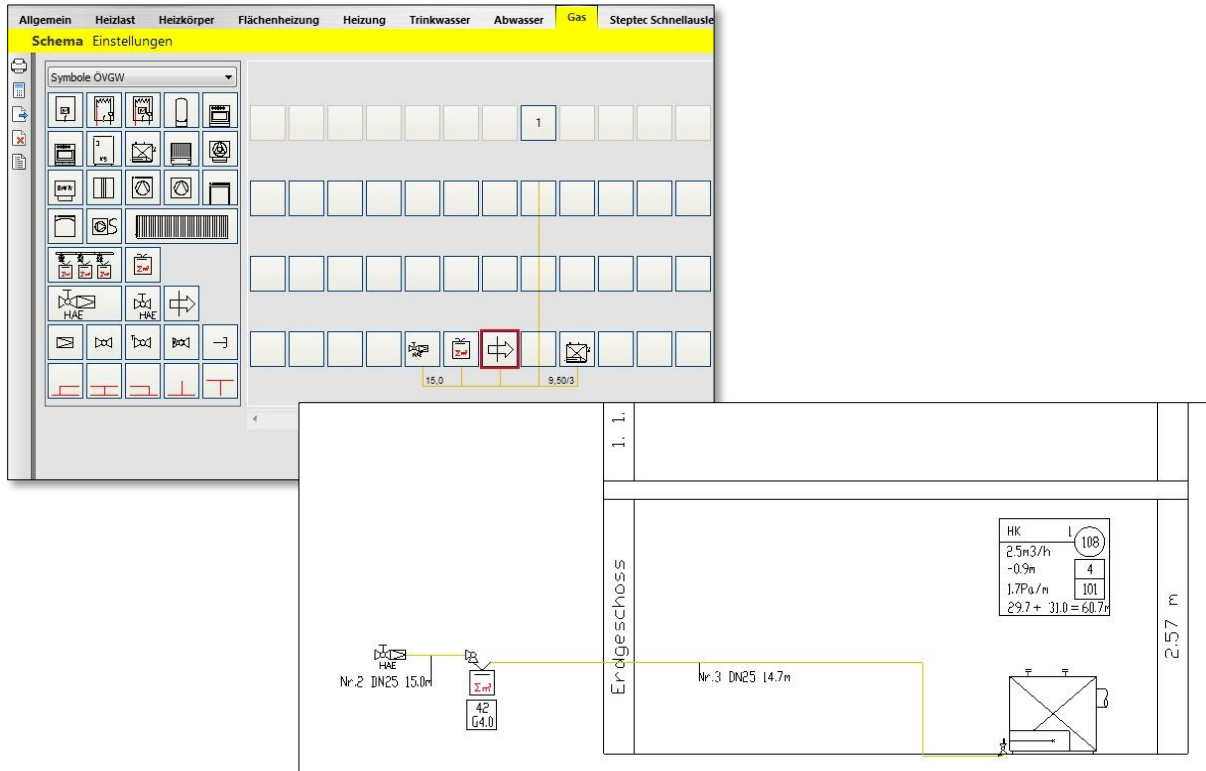 Allgemein Heizlast Heizkörper Flächenheizung Heizung Trinkwasser Abwasser Gas Steptec Schnellausle
Schema Einstellungen
Symbole ÖVGW
1
HAE HAE
15,0 9,50/3
1. 1.
Erdgeschoss
HK 1 108
2.5m3/h
-0.9m 4
1.7Pa/m 101
29.7 + 31.0 = 60.7m
2.57 m
HAE
Nr.2 DN25 15.0m
Σm³
42
G4.0
Nr.3 DN25 14.7m